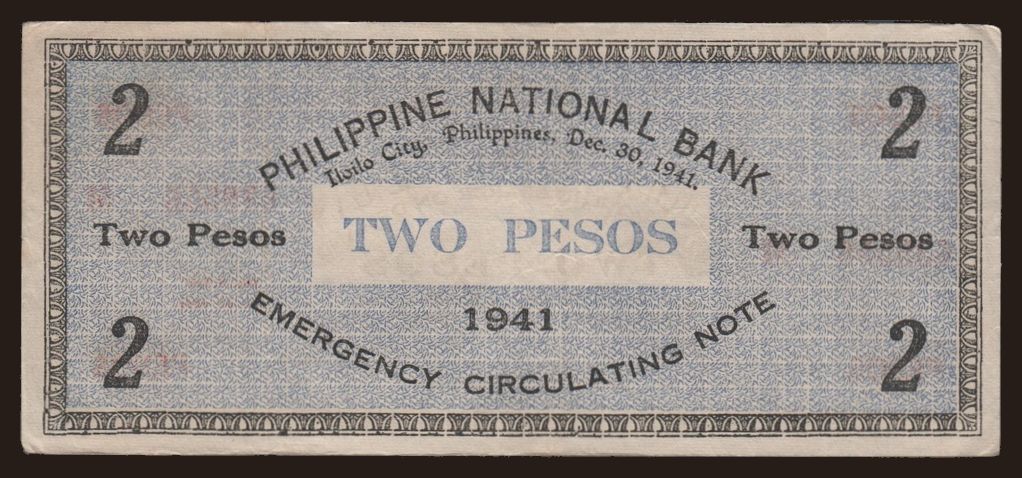 2 2
PHILIPPINE NATIONAL BANK
Iloilo City, Philippines, Dec. 30, 1941.
Two Pesos TWO PESOS Two Pesos
1941
EMERGENCY CIRCULATING NOTE
2 2